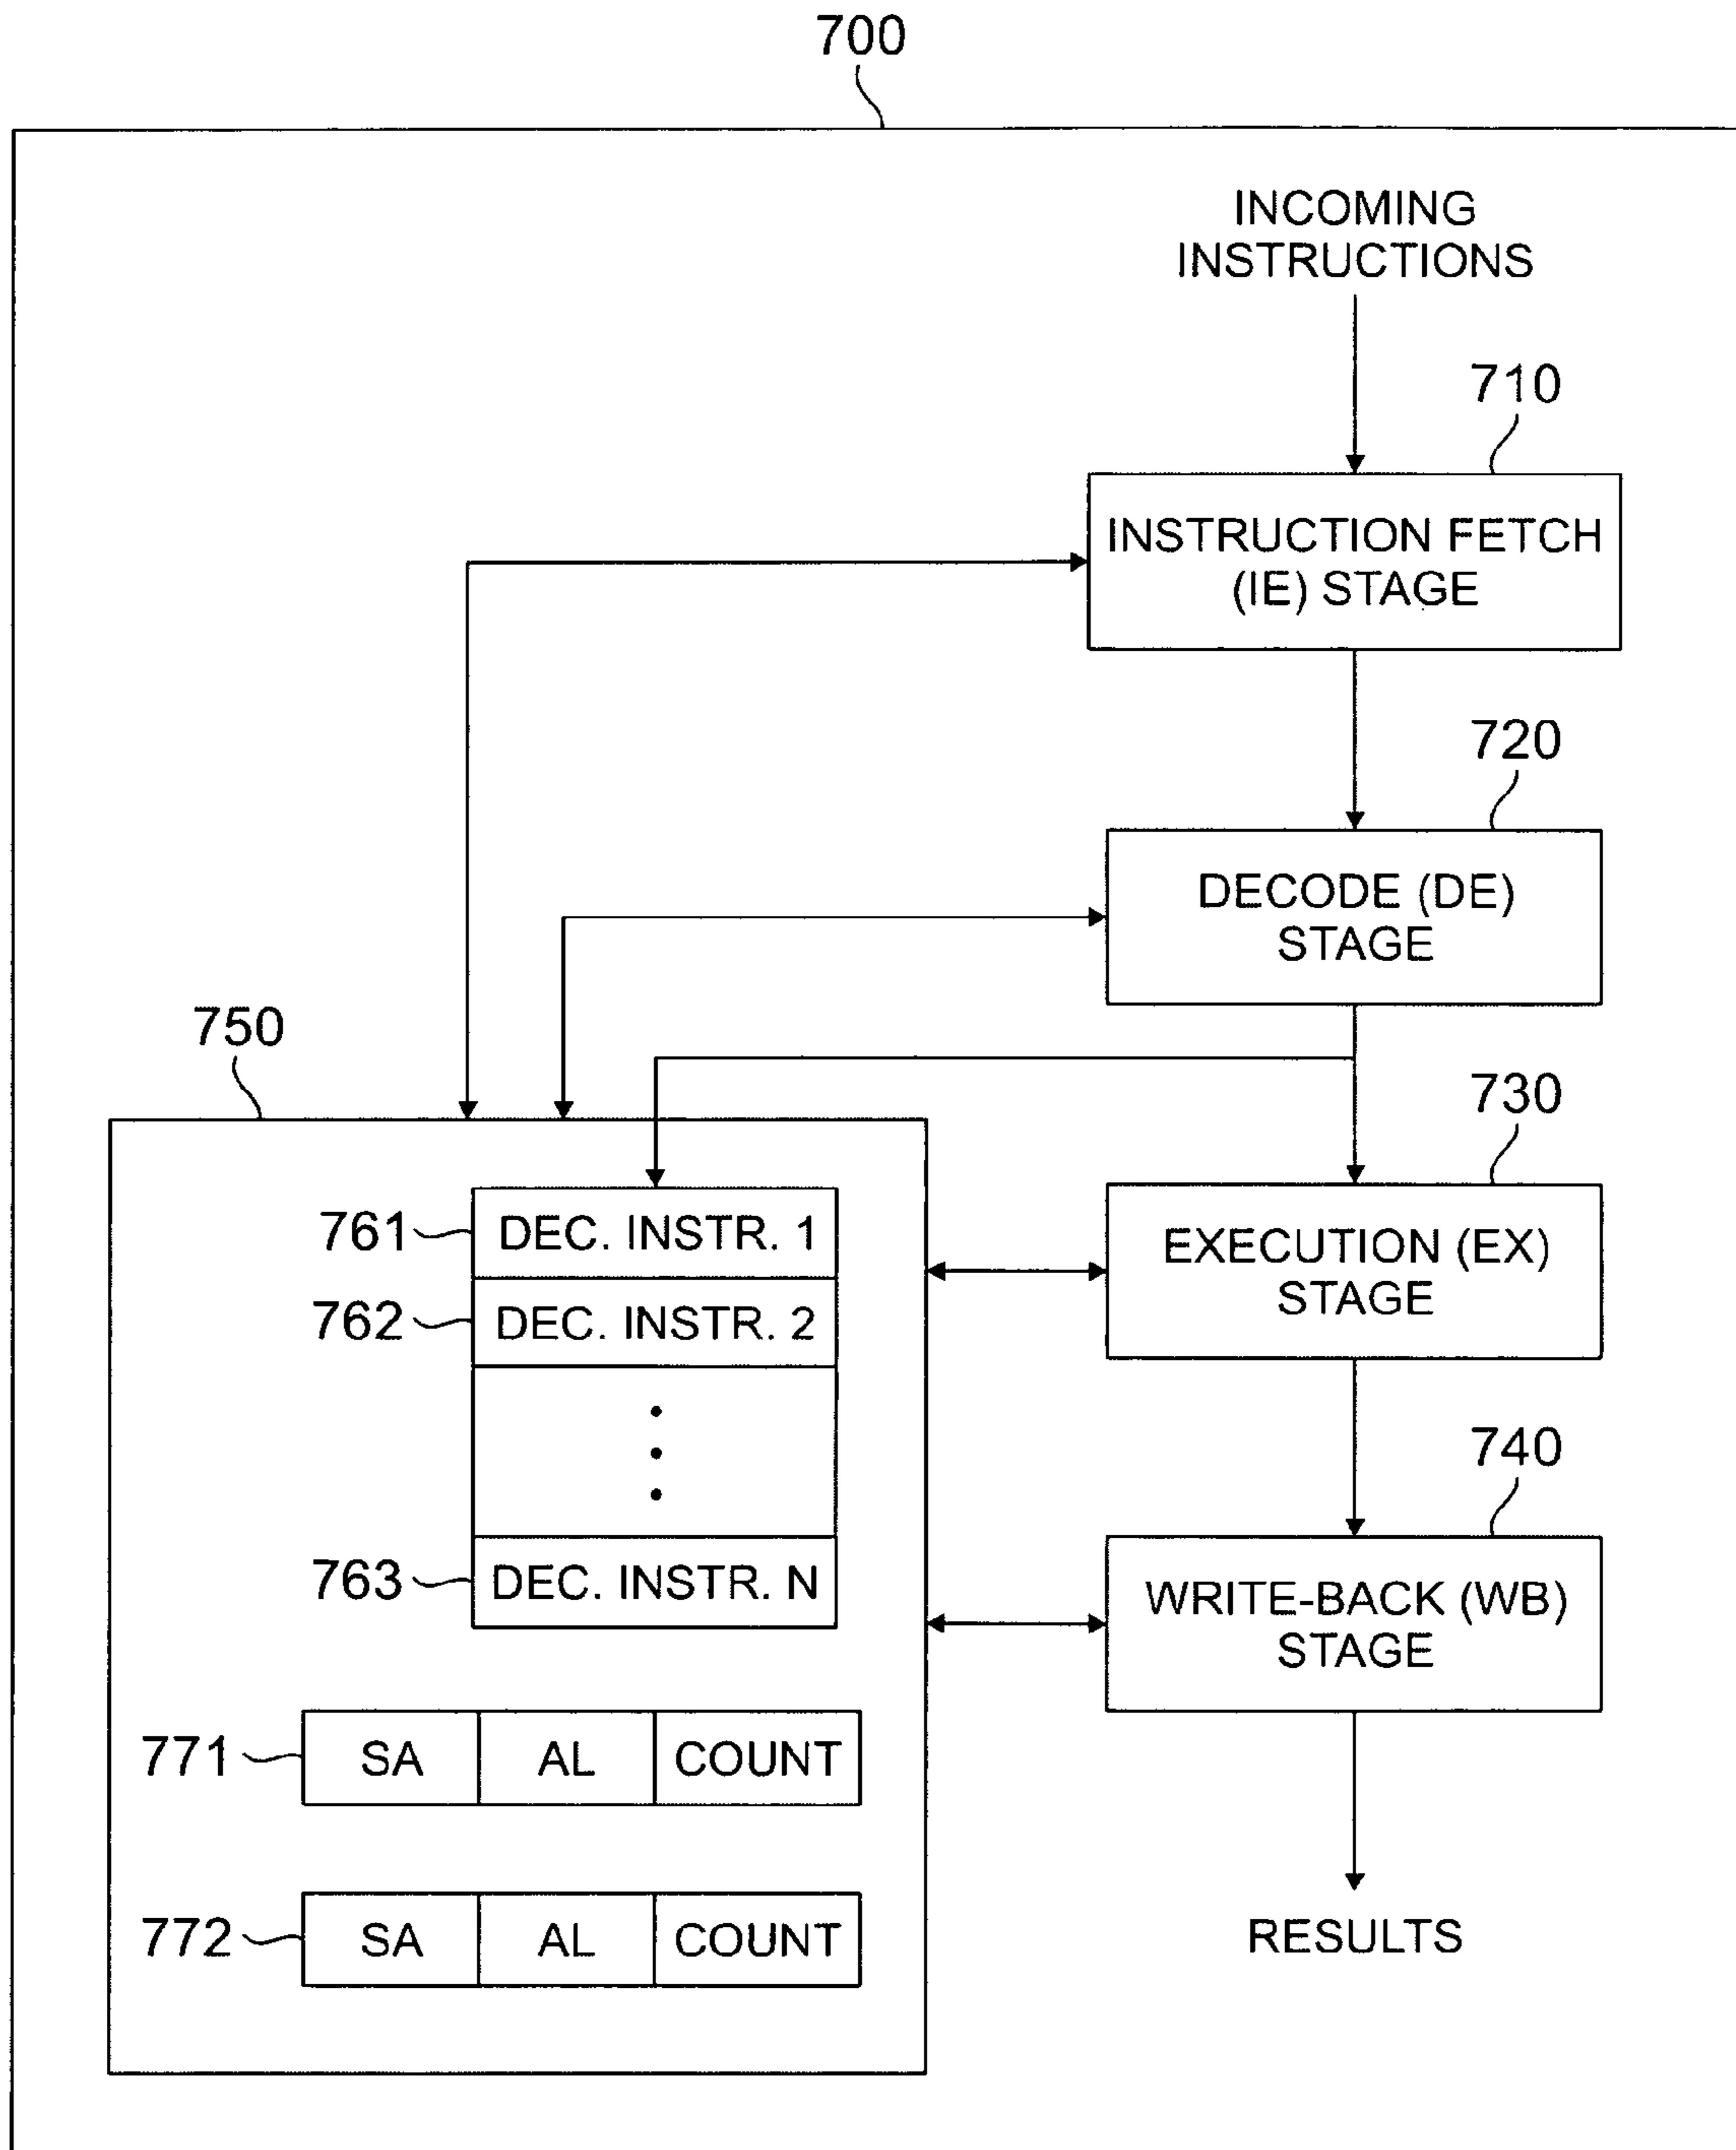 700
INCOMING
INSTRUCTIONS
710
INSTRUCTION FETCH
(IE) STAGE
720
DECODE (DE)
STAGE
750
730
761
DEC. INSTR. 1
EXECUTION (EX)
STAGE
762
DEC. INSTR. 2
740
763
DEC. INSTR. N
WRITE-BACK (WB)
STAGE
771
SA
AL
COUNT
772
SA
AL
COUNT
RESULTS